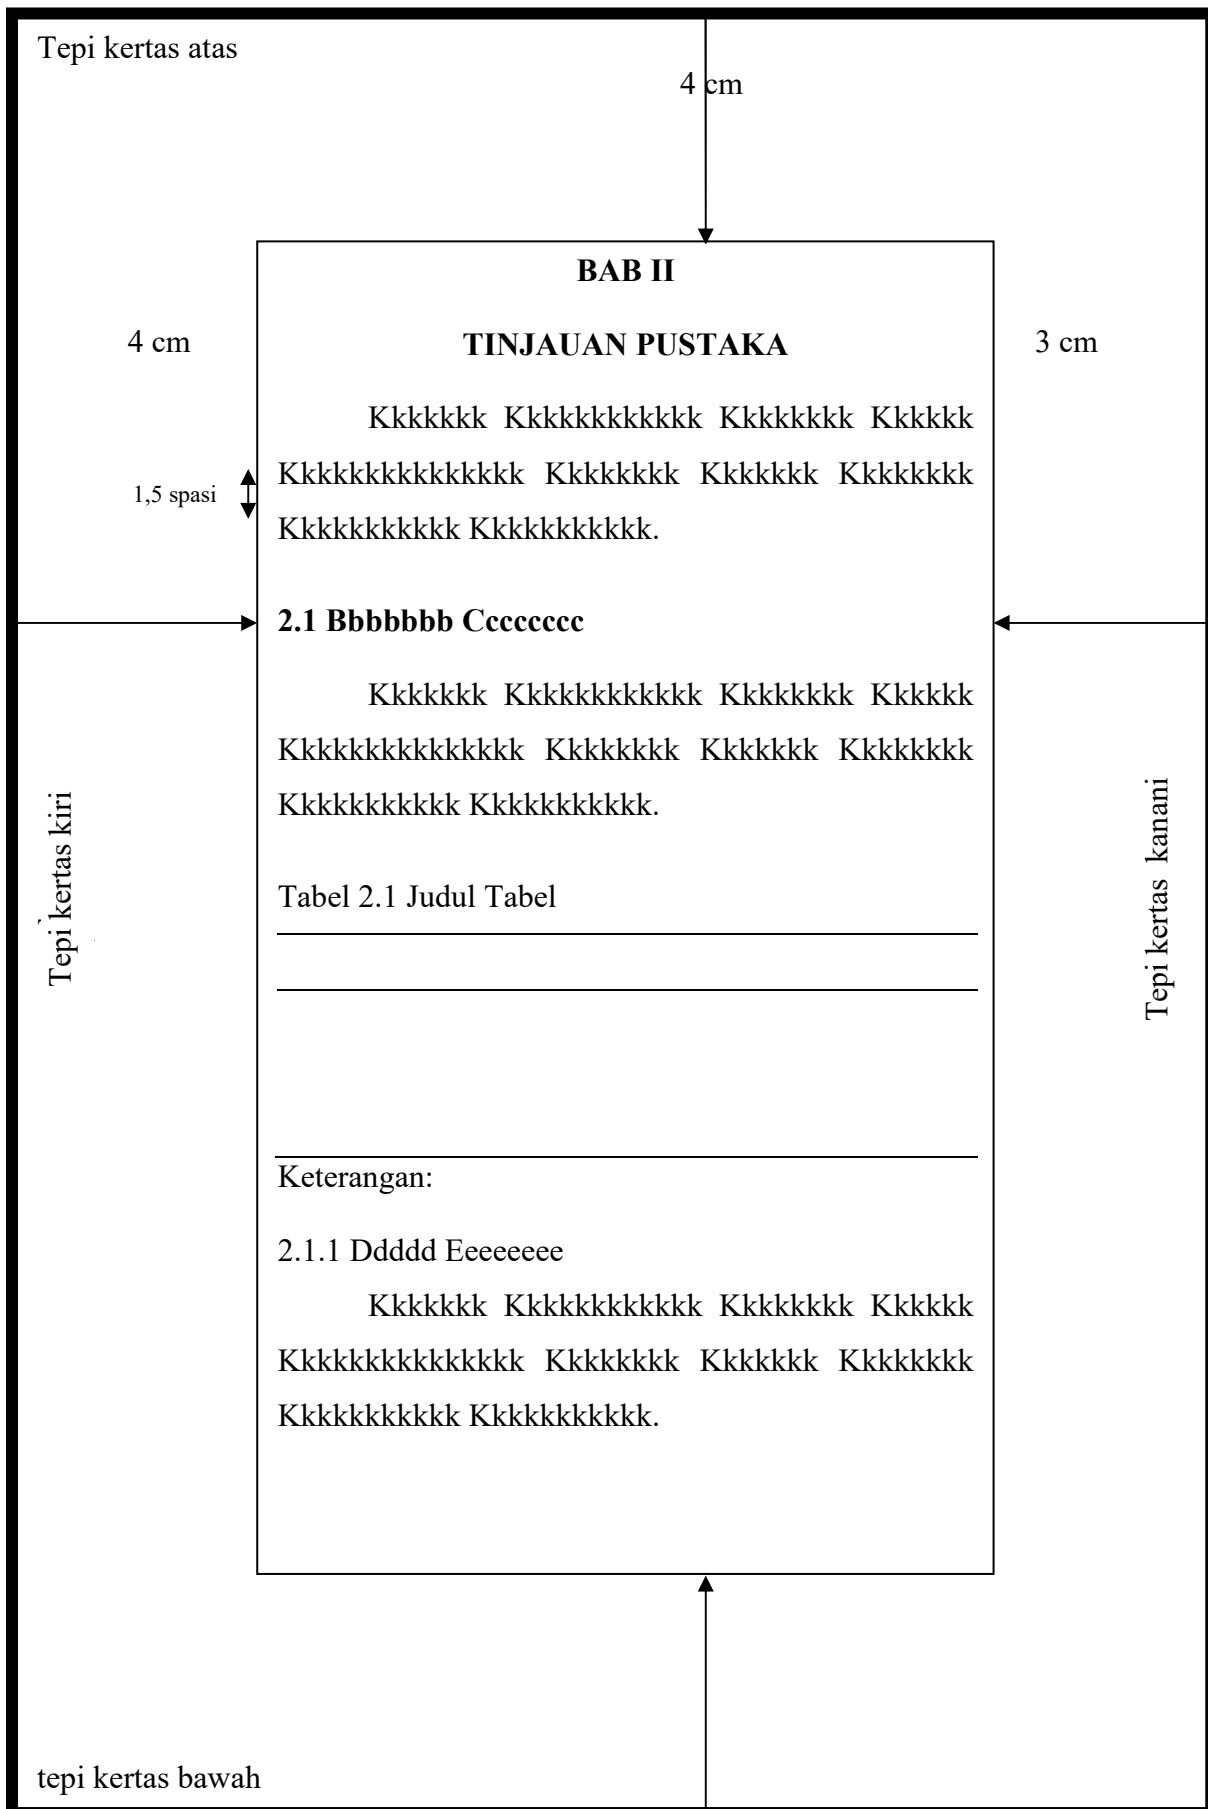 Tepi kertas atas
4 cm
BAB II
4 cm
TINJAUAN PUSTAKA
3 cm
Kkkkkkk Kkkkkkkkkkkk Kkkkkkkk Kkkkkk
Kkkkkkkkkkkkkkk Kkkkkkkk Kkkkkkk Kkkkkkkk
1,5 spasi
Kkkkkkkkkkk Kkkkkkkkkkk.
2.1 Bbbbbbb Cccccccc
Kkkkkkk Kkkkkkkkkkkk Kkkkkkkk Kkkkkk
Kkkkkkkkkkkkkkk Kkkkkkkk Kkkkkkk Kkkkkkkk
Kkkkkkkkkkk Kkkkkkkkkkk.
Tepi kertas kiri
Tepi kertas kanani
Tabel 2.1 Judul Tabel
Keterangan:
2.1.1 Ddddd Eeeeeeee
Kkkkkkk Kkkkkkkkkkkk Kkkkkkkk Kkkkkk
Kkkkkkkkkkkkkkk Kkkkkkkk Kkkkkkk Kkkkkkkk
Kkkkkkkkkkk Kkkkkkkkkkk.
tepi kertas bawah